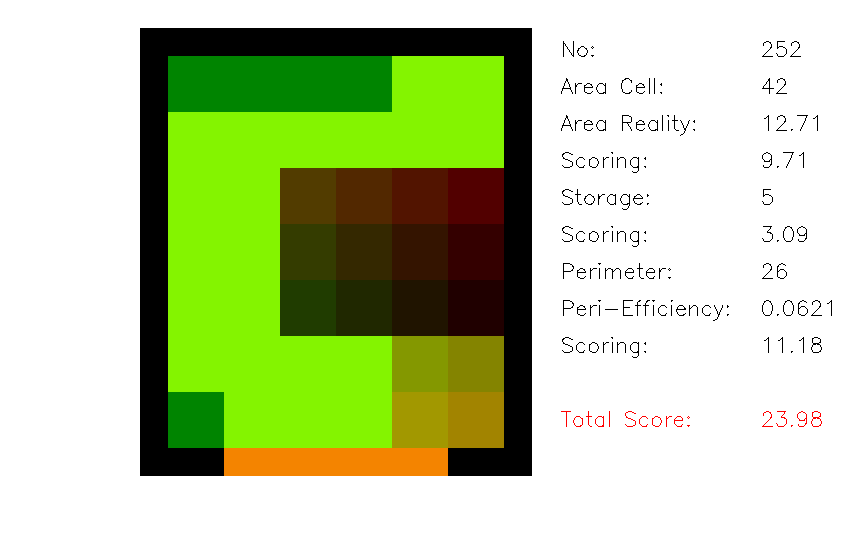 No: 252
Area Cell: 42
Area Reality: 12.71
Scoring: 9.71
Storage: 5
Scoring: 3.09
Perimeter: 26
Peri-Efficiency: 0.0621
Scoring: 11.18
Total Score: 23.98